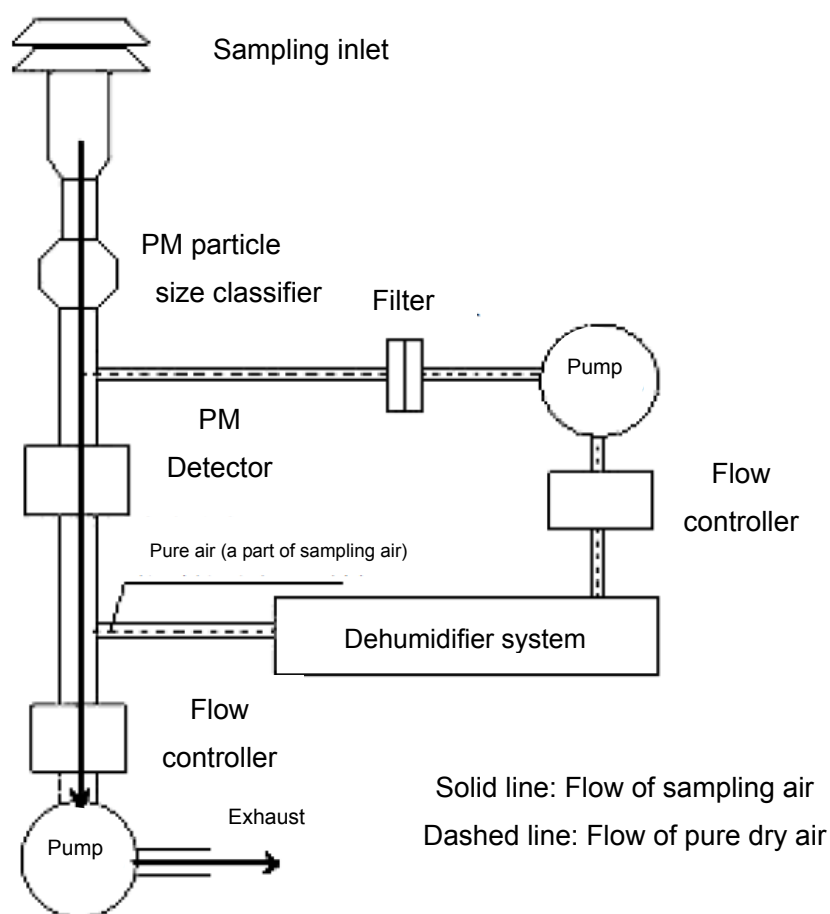 Sampling inlet
PM particle
size classifier
Filter
Pump
PM
Detector
Flow
controller
Pure air (a part of sampling air)
Dehumidifier system
Flow
controller
Solid line: Flow of sampling air
Exhaust
Dashed line: Flow of pure dry air
Pump